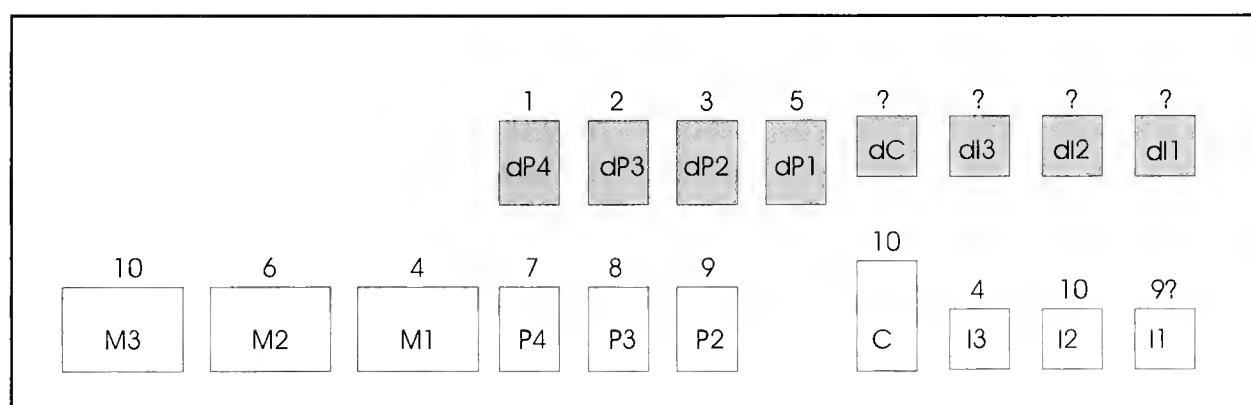 1 2 3 5 ? ? ? ?
dP4 dP3 dP2 dP1 dC dI3 dI2 dI1
10 6 4 7 8 9 10 4 10 9?
M3 M2 M1 P4 P3 P2 C I3 I2 I1